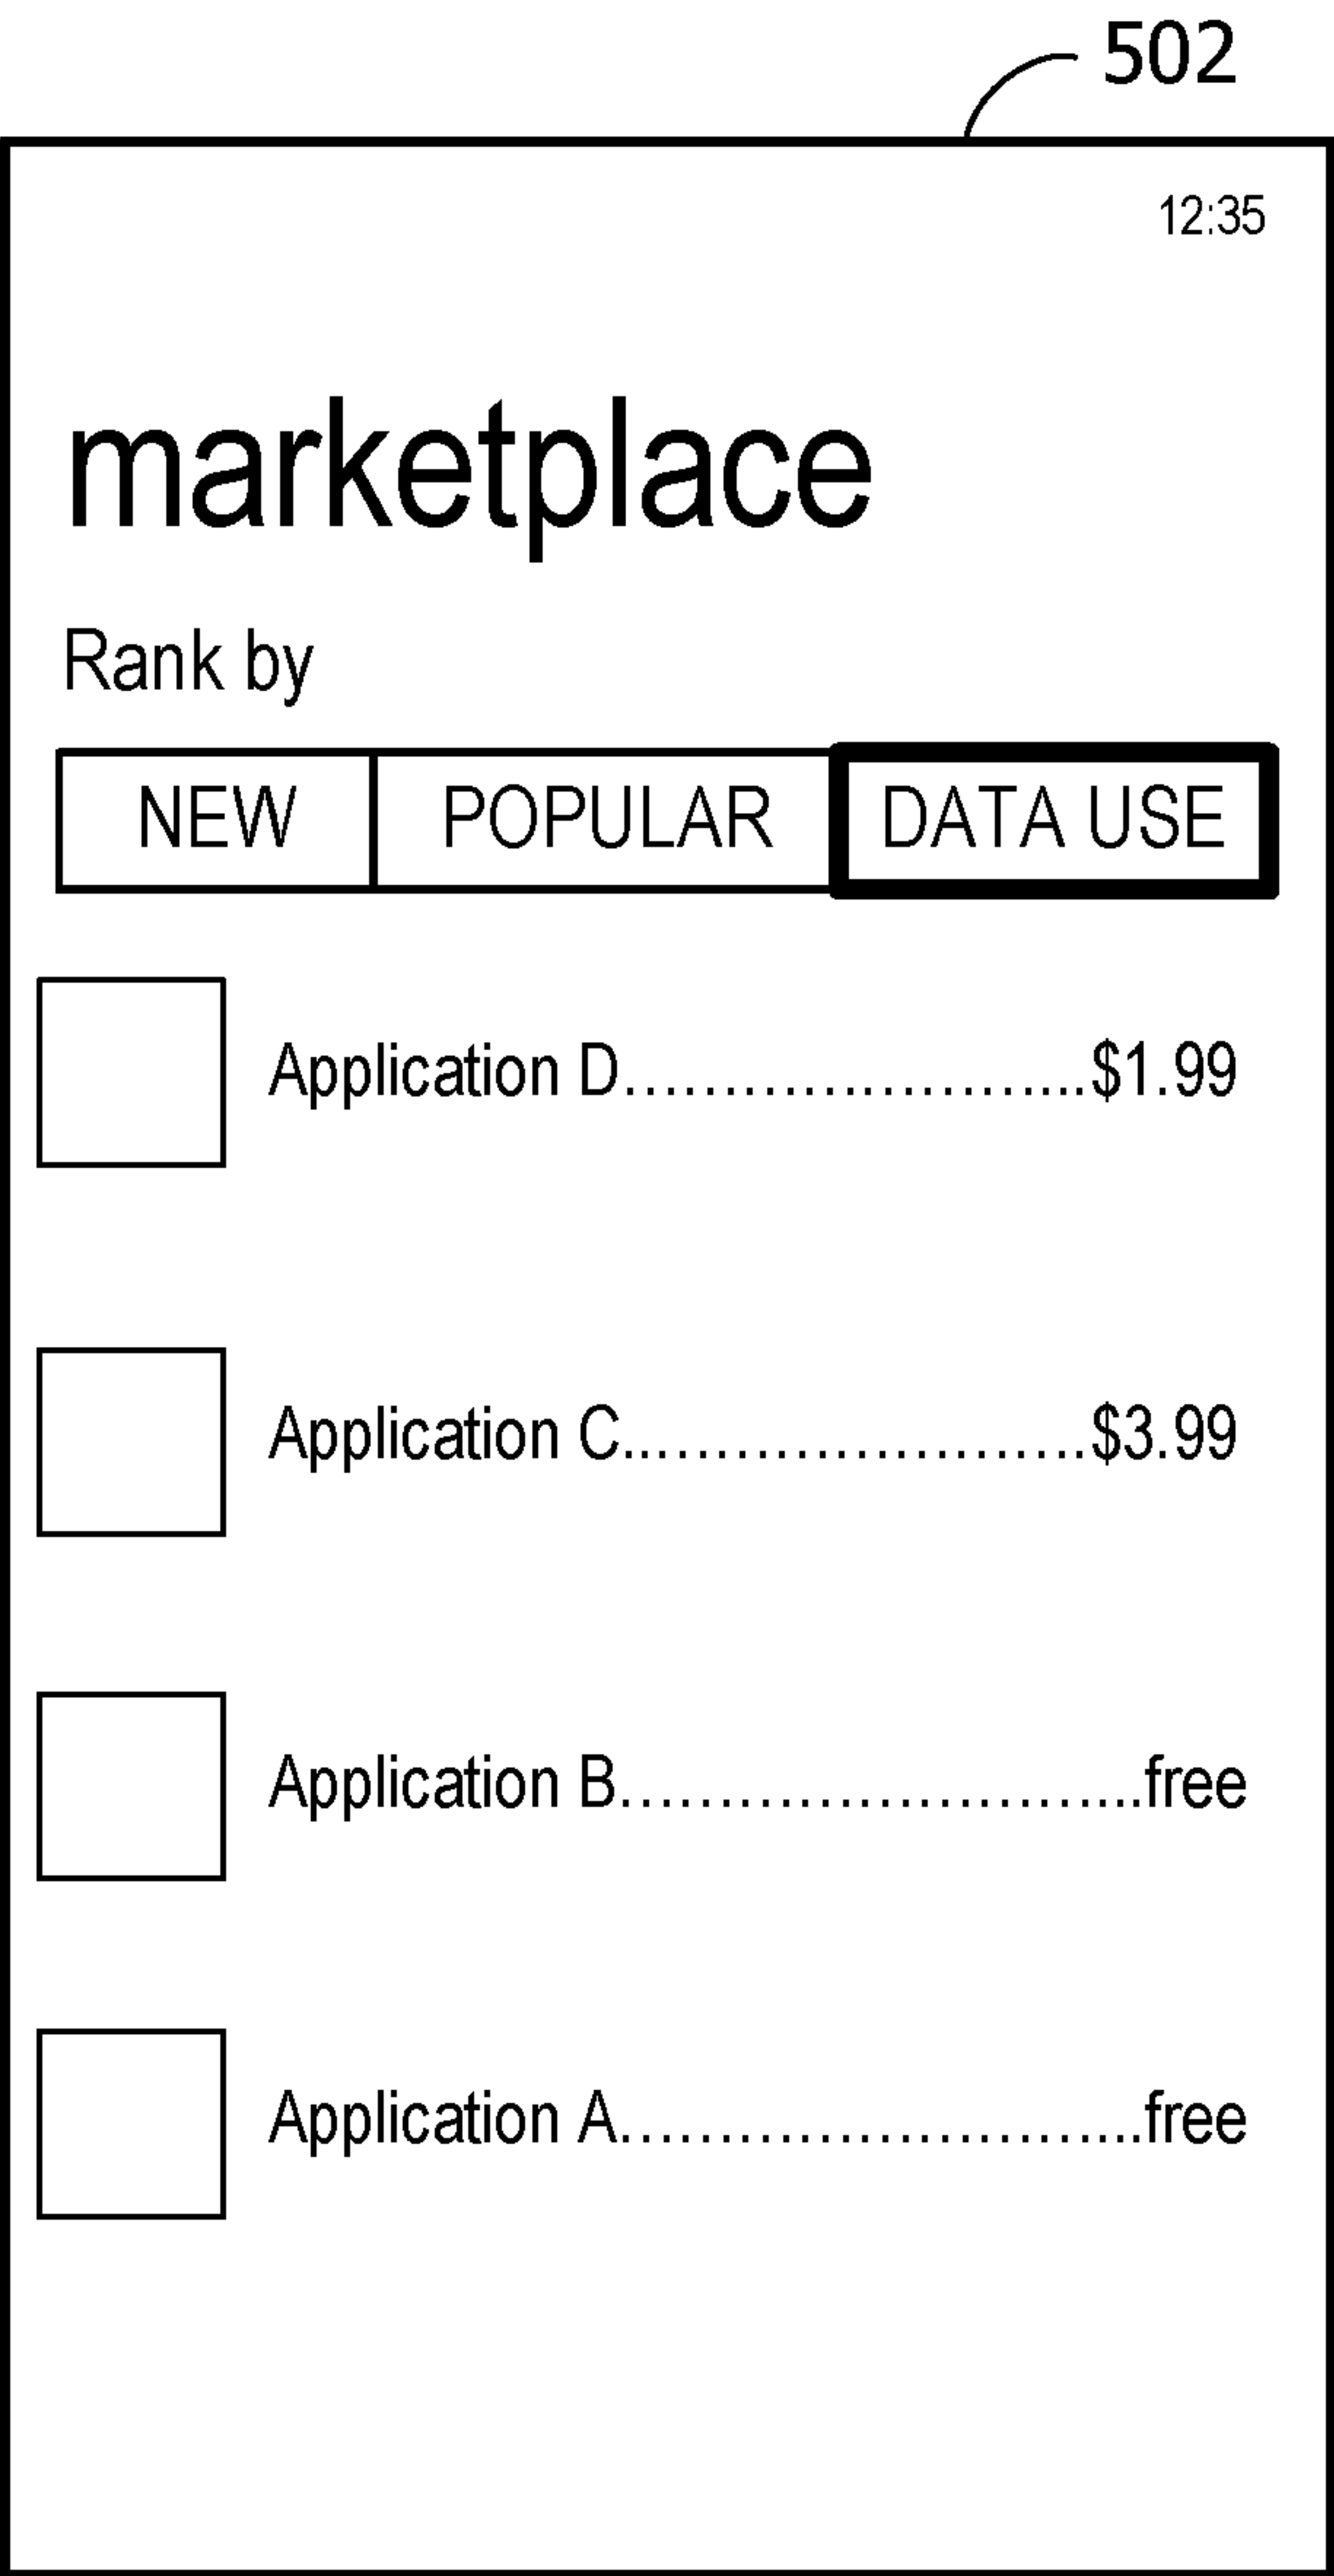 502
12:35
marketplace
Rank by
NEW POPULAR DATA USE
Application D........................$1.99
Application C........................$3.99
Application B...........................free
Application A...........................free